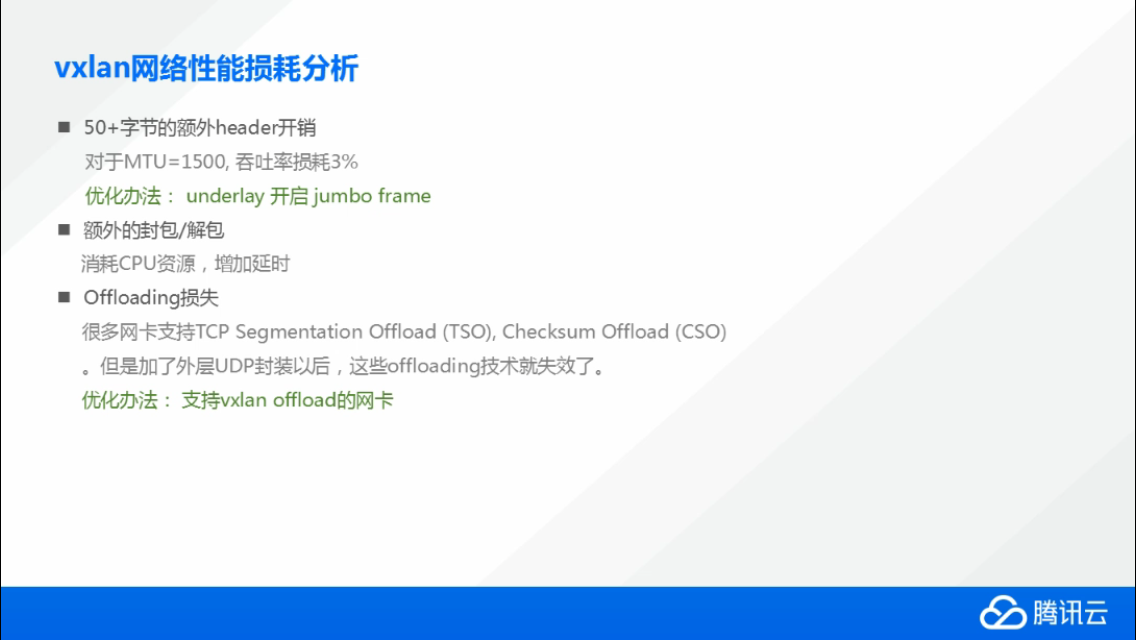 vxlan网络性能损耗分析
■ 50+字节的额外header开销
对于MTU=1500, 吞吐率损耗3%
优化办法： underlay 开启 jumbo frame
■ 额外的封包/解包
消耗CPU资源，增加延时
■ Offloading损失
很多网卡支持TCP Segmentation Offload (TSO), Checksum Offload (CSO)
。但是加了外层UDP封装以后，这些offloading技术就失效了。
优化办法： 支持vxlan offload的网卡
腾讯云